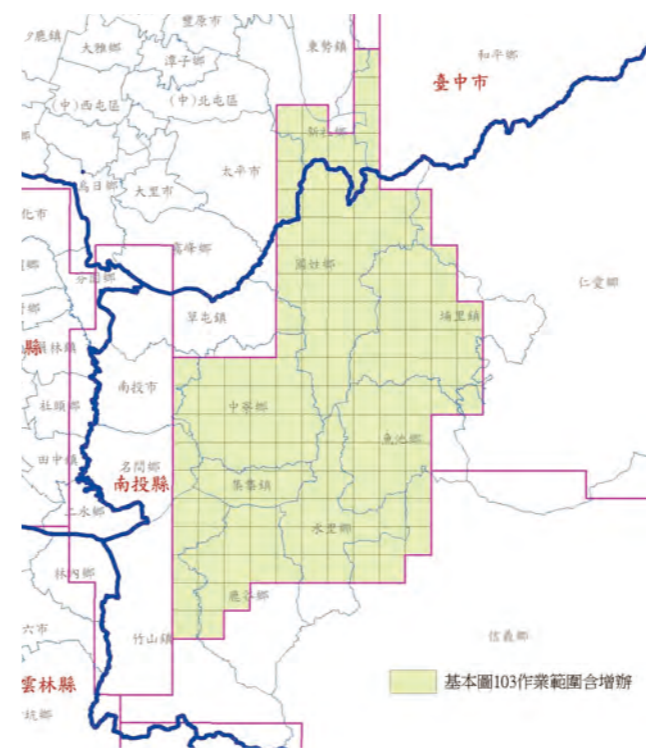 豐原市
大雅鄉
潭子鄉
東勢鎮
和平鄉
臺中市
(中)西屯區
(中)北屯區
新社鄉
太平市
烏日鄉
大里市
化市
霧峰鄉
分園鄉
國姓鄉
仁愛鄉
草屯鎮
埔里鎮
縣
員林鎮
南投市
社頭鄉
中寮鄉
魚池鄉
田中鎮
名間鄉
南投縣
集集鎮
二水鄉
水里鄉
林內鄉
鹿谷鄉
六市
竹山鎮
信義鄉
雲林縣
基本圖103作業範圍含增辦